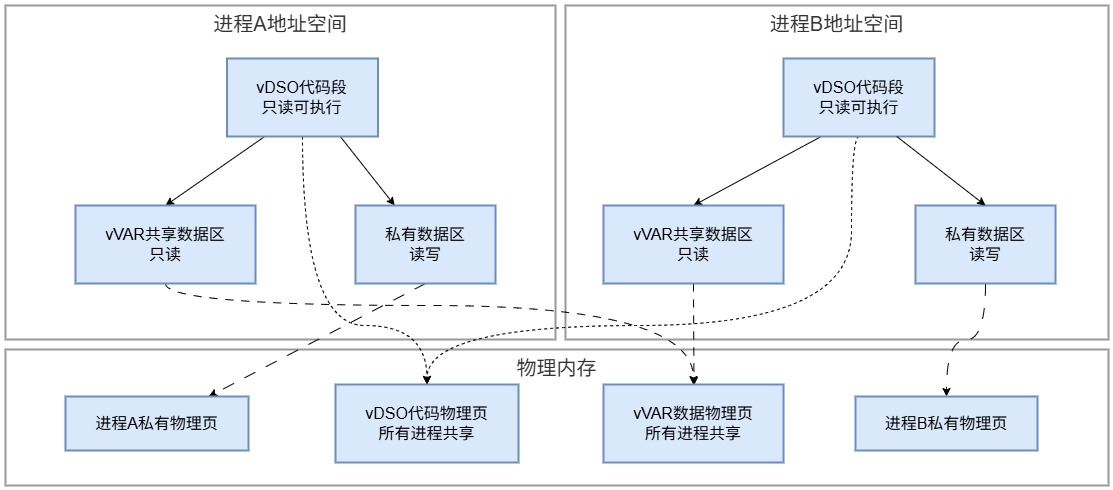 进程A地址空间
vDSO代码段
只读可执行
vVAR共享数据区
只读
私有数据区
读写
进程B地址空间
vDSO代码段
只读可执行
vVAR共享数据区
只读
私有数据区
读写
物理内存
进程A私有物理页
vDSO代码物理页
所有进程共享
vVAR数据物理页
所有进程共享
进程B私有物理页